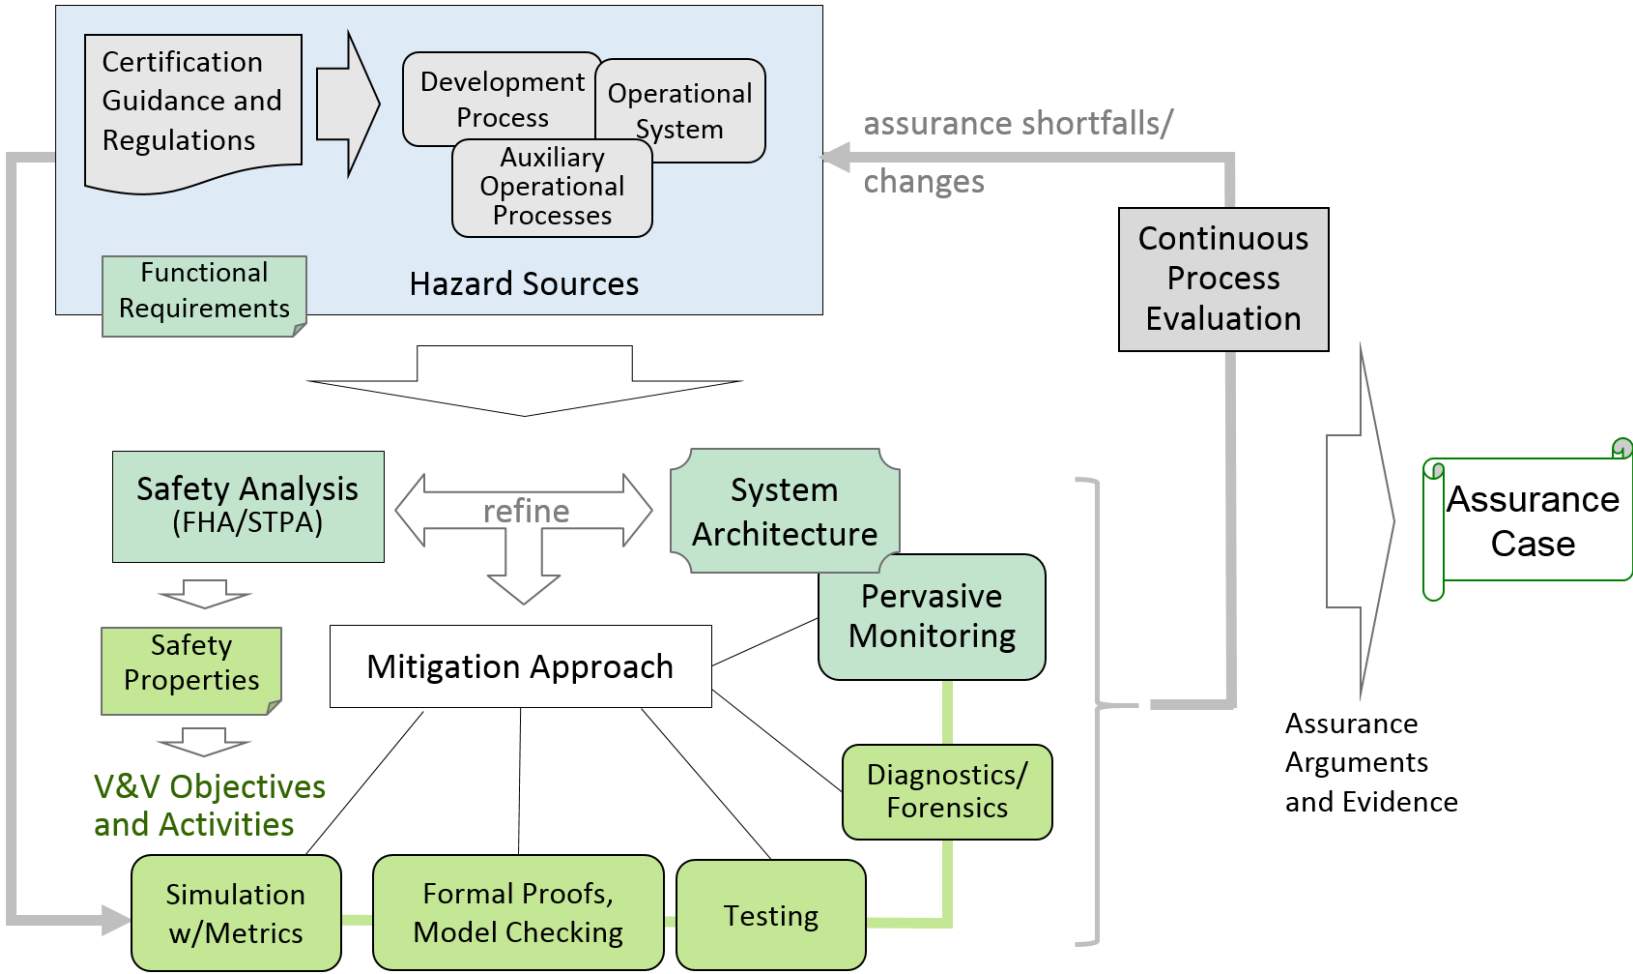 Certification
Guidance and
Regulations
Development
Process
Operational
System
Auxiliary
Operational
Processes
Functional
Requirements
Hazard Sources
assurance shortfalls/
changes
Continuous
Process
Evaluation
Safety Analysis
(FHA/STPA)
refine
System
Architecture
Pervasive
Monitoring
Safety
Properties
Mitigation Approach
V&V Objectives
and Activities
Diagnostics/
Forensics
Simulation
w/Metrics
Formal Proofs,
Model Checking
Testing
Assurance
Case
Assurance
Arguments
and Evidence